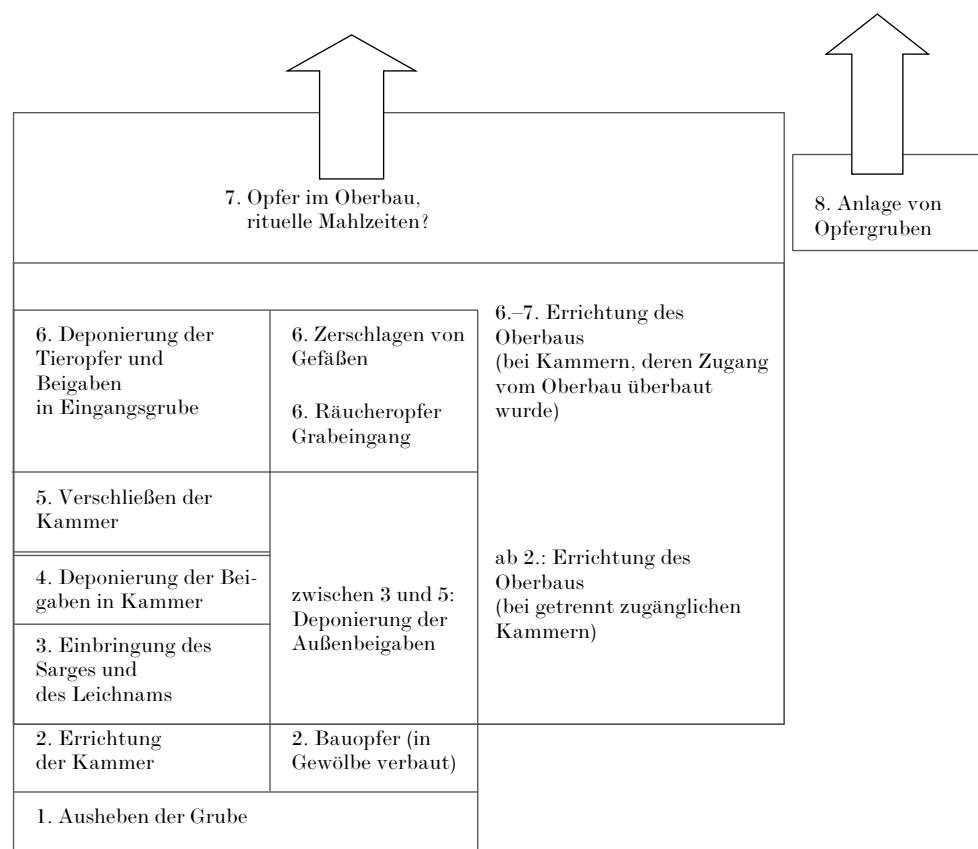 7. Opfer im Oberbau,
rituelle Mahlzeiten?
8. Anlage von
Opfergruben
6. Deponierung der
Tieropfer und
Beigaben
in Eingangsgrube
6. Zerschlagen von
Gefäßen
6. Räucheropfer
Grabeingang
6.–7. Errichtung des
Oberbaus
(bei Kammern, deren Zugang
vom Oberbau überbaut
wurde)
5. Verschließen der
Kammer
4. Deponierung der Bei-
gaben in Kammer
3. Einbringung des
Sarges und
des Leichnams
zwischen 3 und 5:
Deponierung der
Außenbeigaben
ab 2.: Errichtung des
Oberbaus
(bei getrennt zugänglichen
Kammern)
2. Errichtung
der Kammer
2. Bauopfer (in
Gewölbe verbaut)
1. Ausheben der Grube